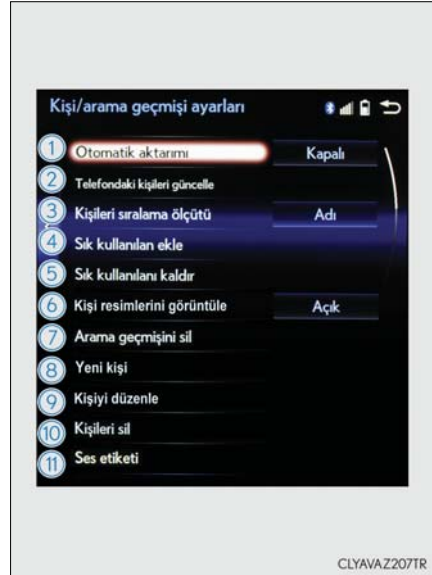 Kişi/arama geçmişi ayarları
1 Otomatik aktarımı Kapalı
2 Telefondaki kişileri güncelle
3 Kişileri sıralama ölçütü Adı
4 Sık kullanılan ekle
5 Sık kullanılanı kaldır
6 Kişi resimlerini görüntüle Açık
7 Arama geçmişini sil
8 Yeni kişi
9 Kişiyi düzenle
10 Kişileri sil
11 Ses etiketi
CLYAVAZ207TR